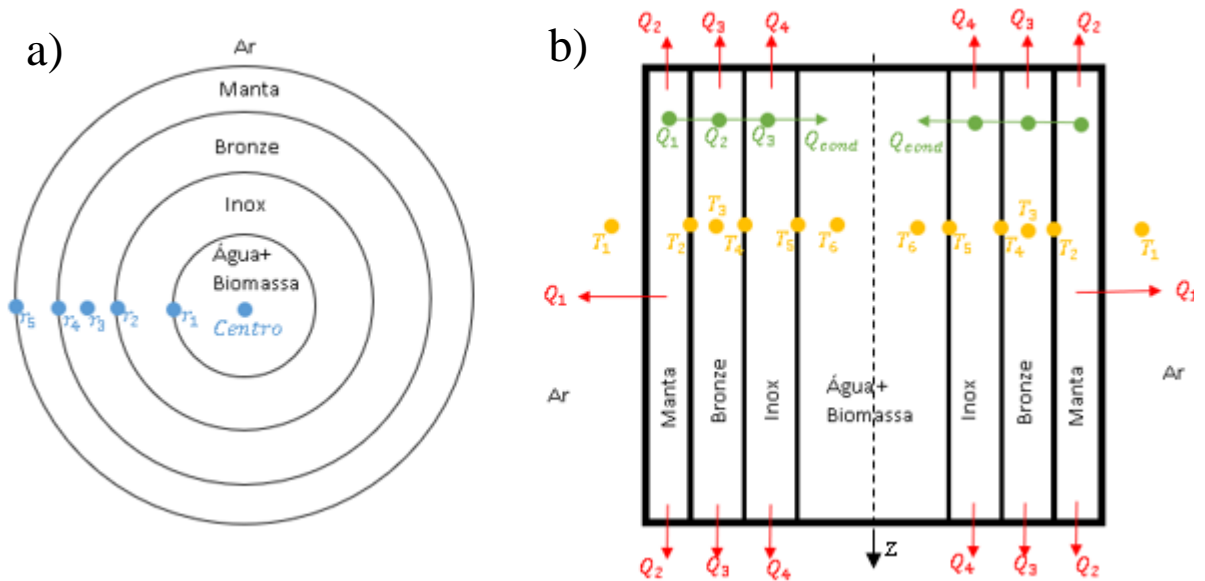 a)
Ar
Manta
Bronze
Inox
Água+
Biomassa
r₅
r₄
r₃
r₂
r₁
Centro
b)
Q₂ Q₃ Q₄ Q₄ Q₃ Q₂
Q₁ Q₂ Q₃ Q_cond Q_cond
T₁ T₂ T₃ T₄ T₅ T₆ T₆ T₅ T₄ T₃ T₂ T₁
Q₁ Q₁
Ar
Manta
Bronze
Inox
Água+
Biomassa
Inox
Bronze
Manta
Ar
Q₂ Q₃ Q₄ Z Q₄ Q₃ Q₂